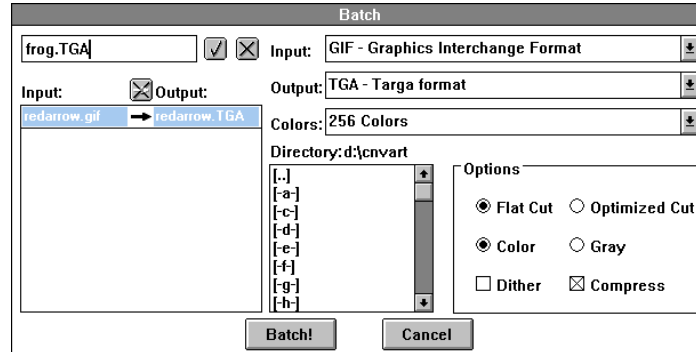 Batch
frog.TGA
Input: GIF - Graphics Interchange Format
Input: Output:
Output: TGA - Targa format
redarrow.gif redarrow.TGA
Colors: 256 Colors
Directory:d:\cnvart
[..]
[-a-]
[-c-]
[-d-]
[-e-]
[-f-]
[-g-]
[-h-]
Options
Flat Cut Optimized Cut
Color Gray
Dither Compress
Batch! Cancel